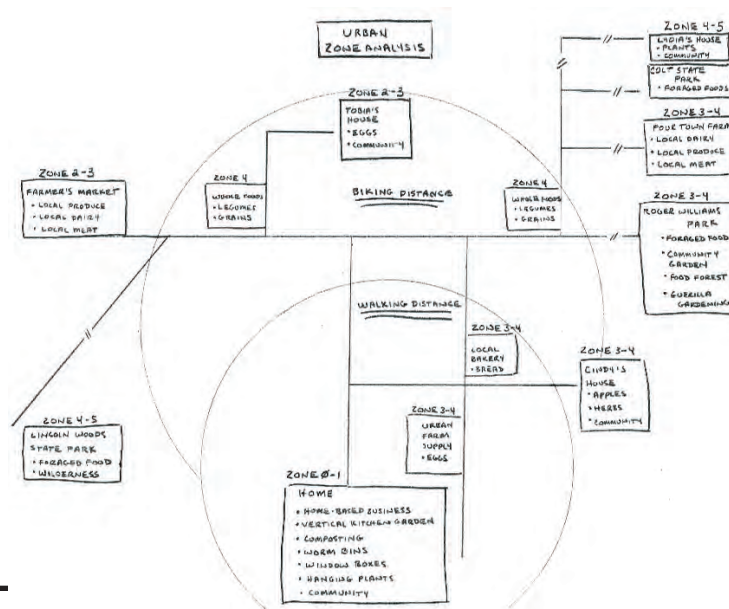 URBAN
ZONE ANALYSIS
ZONE 4-5
LYDIA'S HOUSE
• PLANTS
• COMMUNITY
COLT STATE
PARK
• FORAGED FOODS
ZONE 2-3
TOBIA'S
HOUSE
• EGGS
• COMMUNITY
ZONE 3-4
FOUR TOWN FARM
• LOCAL DAIRY
• LOCAL PRODUCE
• LOCAL MEAT
ZONE 2-3
FARMER'S MARKET
• LOCAL PRODUCE
• LOCAL DAIRY
• LOCAL MEAT
ZONE 4
WHOLE FOODS
• LEGUMES
• GRAINS
BIKING DISTANCE
ZONE 4
WHOLE FOODS
• LEGUMES
• GRAINS
ZONE 3-4
ROGER WILLIAMS
PARK
• FORAGED FOOD
• COMMUNITY
GARDEN
• FOOD FOREST
• GUERILLA
GARDENING
WALKING DISTANCE
ZONE 3-4
LOCAL
BAKERY
• BREAD
ZONE 3-4
CINDY'S
HOUSE
• APPLES
• HERBS
• COMMUNITY
ZONE 4-5
LINCOLN WOODS
STATE PARK
• FORAGED FOOD
• WILDERNESS
ZONE 3-4
URBAN
FARM
SUPPLY
• EGGS
ZONE Ø-1
HOME
• HOME-BASED BUSINESS
• VERTICAL KITCHEN GARDEN
• COMPOSTING
• WORM BINS
• WINDOW BOXES
• HANGING PLANTS
• COMMUNITY